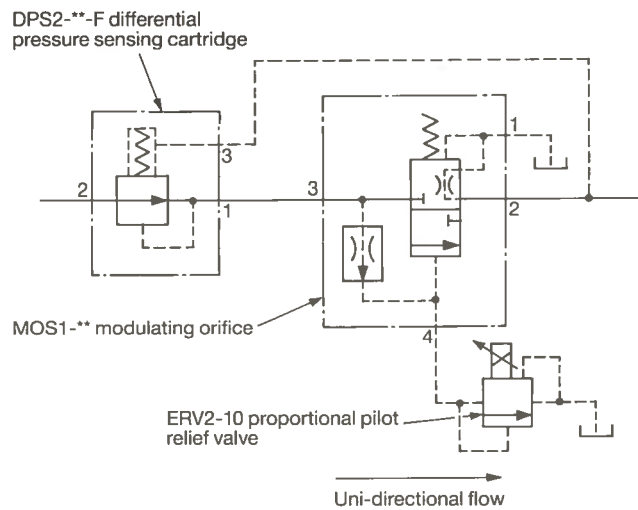 DPS2-**-F differential
pressure sensing cartridge
3
2
1
3
1
2
4
MOS1-** modulating orifice
ERV2-10 proportional pilot
relief valve
Uni-directional flow